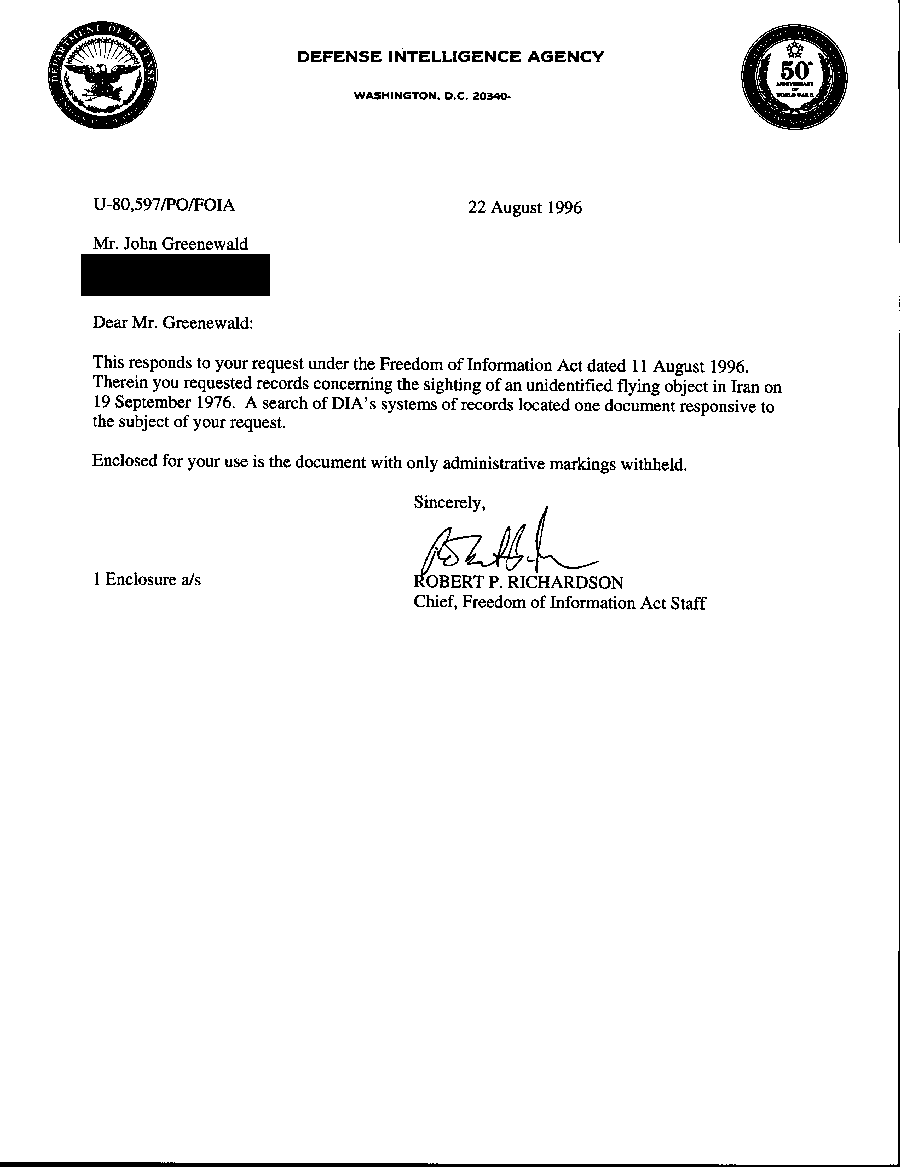 DEPARTMENT OF DEFENSE
DEFENSE INTELLIGENCE AGENCY
WASHINGTON, D.C. 20340-
50
ANNIVERSARY
OF
WORLD WAR II
U-80,597/PO/FOIA
22 August 1996
Mr. John Greenewald
Dear Mr. Greenewald:
This responds to your request under the Freedom of Information Act dated 11 August 1996.
Therein you requested records concerning the sighting of an unidentified flying object in Iran on
19 September 1976. A search of DIA's systems of records located one document responsive to
the subject of your request.
Enclosed for your use is the document with only administrative markings withheld.
Sincerely,
1 Enclosure a/s
ROBERT P. RICHARDSON
Chief, Freedom of Information Act Staff